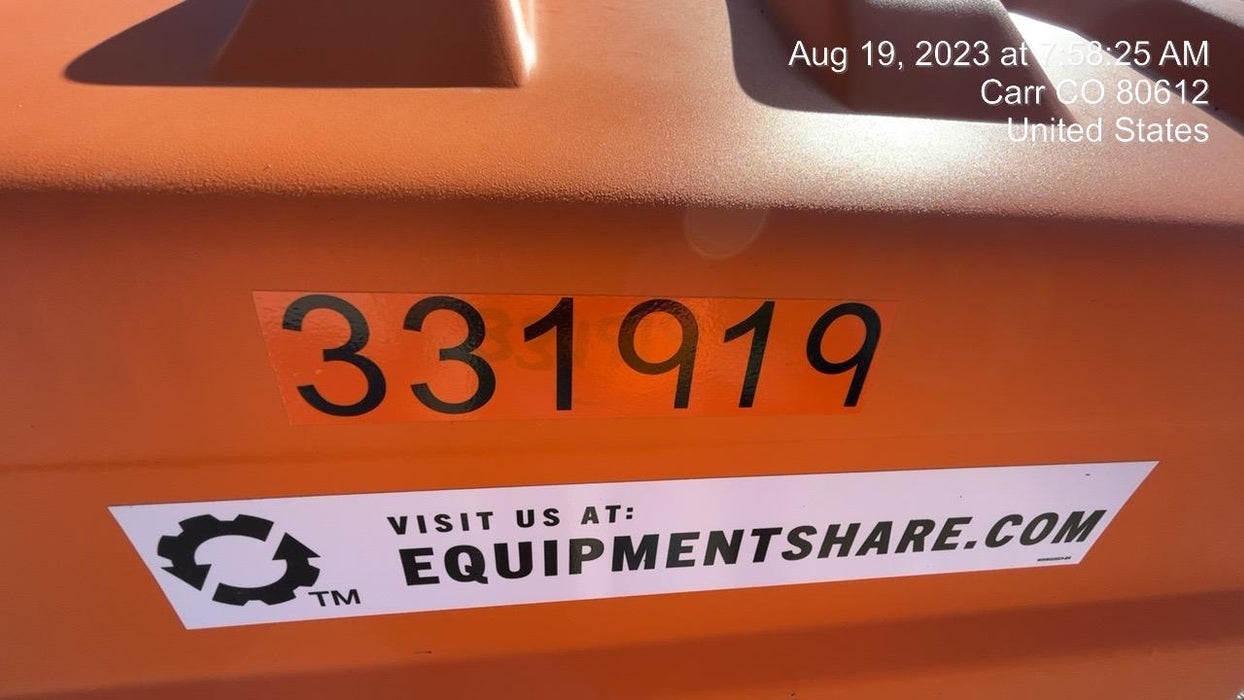 Aug 19, 2023 at 7:58:25 AM
Carr CO 80612
United States
331919
VISIT US AT:
EQUIPMENTSHARE.COM
TM